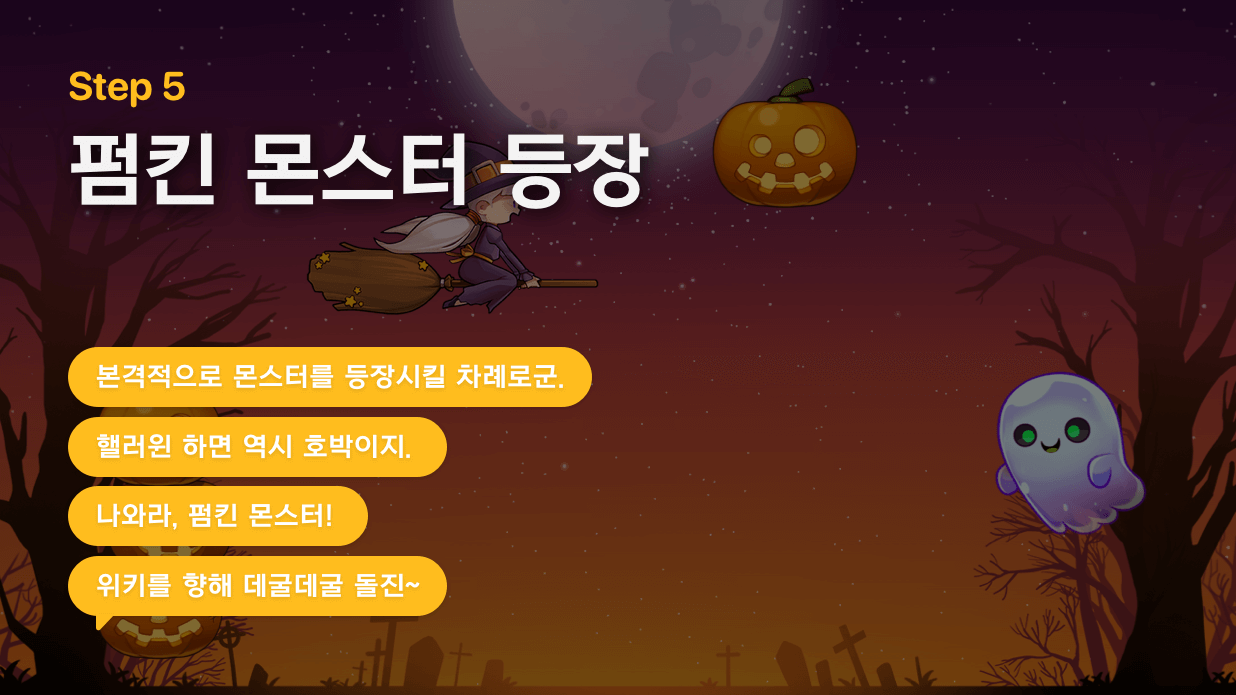 Step 5
펌킨 몬스터 등장
본격적으로 몬스터를 등장시킬 차례로군.
핼러윈 하면 역시 호박이지.
나와라, 펌킨 몬스터!
위키를 향해 데굴데굴 돌진~